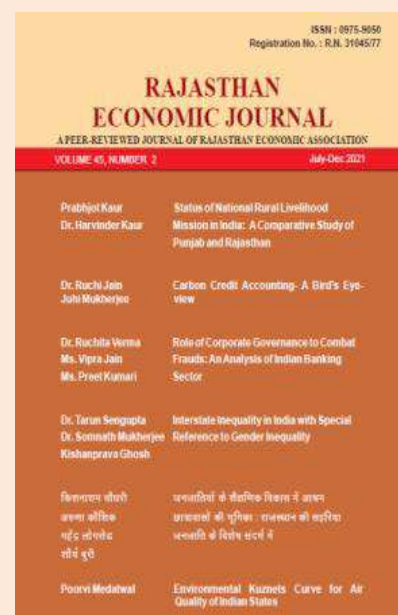 ISSN : 0975-9050
Registration No. : R.N. 31045/77
RAJASTHAN
ECONOMIC JOURNAL
A PEER-REVIEWED JOURNAL OF RAJASTHAN ECONOMIC ASSOCIATION
VOLUME 45, NUMBER 2 July-Dec 2021
Prabhjot Kaur Status of National Rural Livelihood
Dr. Harvinder Kaur Mission in India: A Comparative Study of
Punjab and Rajasthan
Dr. Ruchi Jain Carbon Credit Accounting- A Bird's Eye-
Juhi Mukherjee view
Dr. Ruchita Verma Role of Corporate Governance to Combat
Ms. Vipra Jain Frauds: An Analysis of Indian Banking
Ms. Preet Kumari Sector
Dr. Tarun Sengupta Interstate Inequality in India with Special
Dr. Somnath Mukherjee Reference to Gender Inequality
Kishanprava Ghosh
किशनाराम चौधरी जनजातियों के शैक्षणिक विकास में आश्रम
अरुणा कौशिक छात्रावासों की भूमिका : राजस्थान की सहरिया
महेंद्र जनजाति के विशेष संदर्भ में
शौर्य पुरी
Poorvi Medatwal Environmental Kuznets Curve for Air
Quality of Indian States